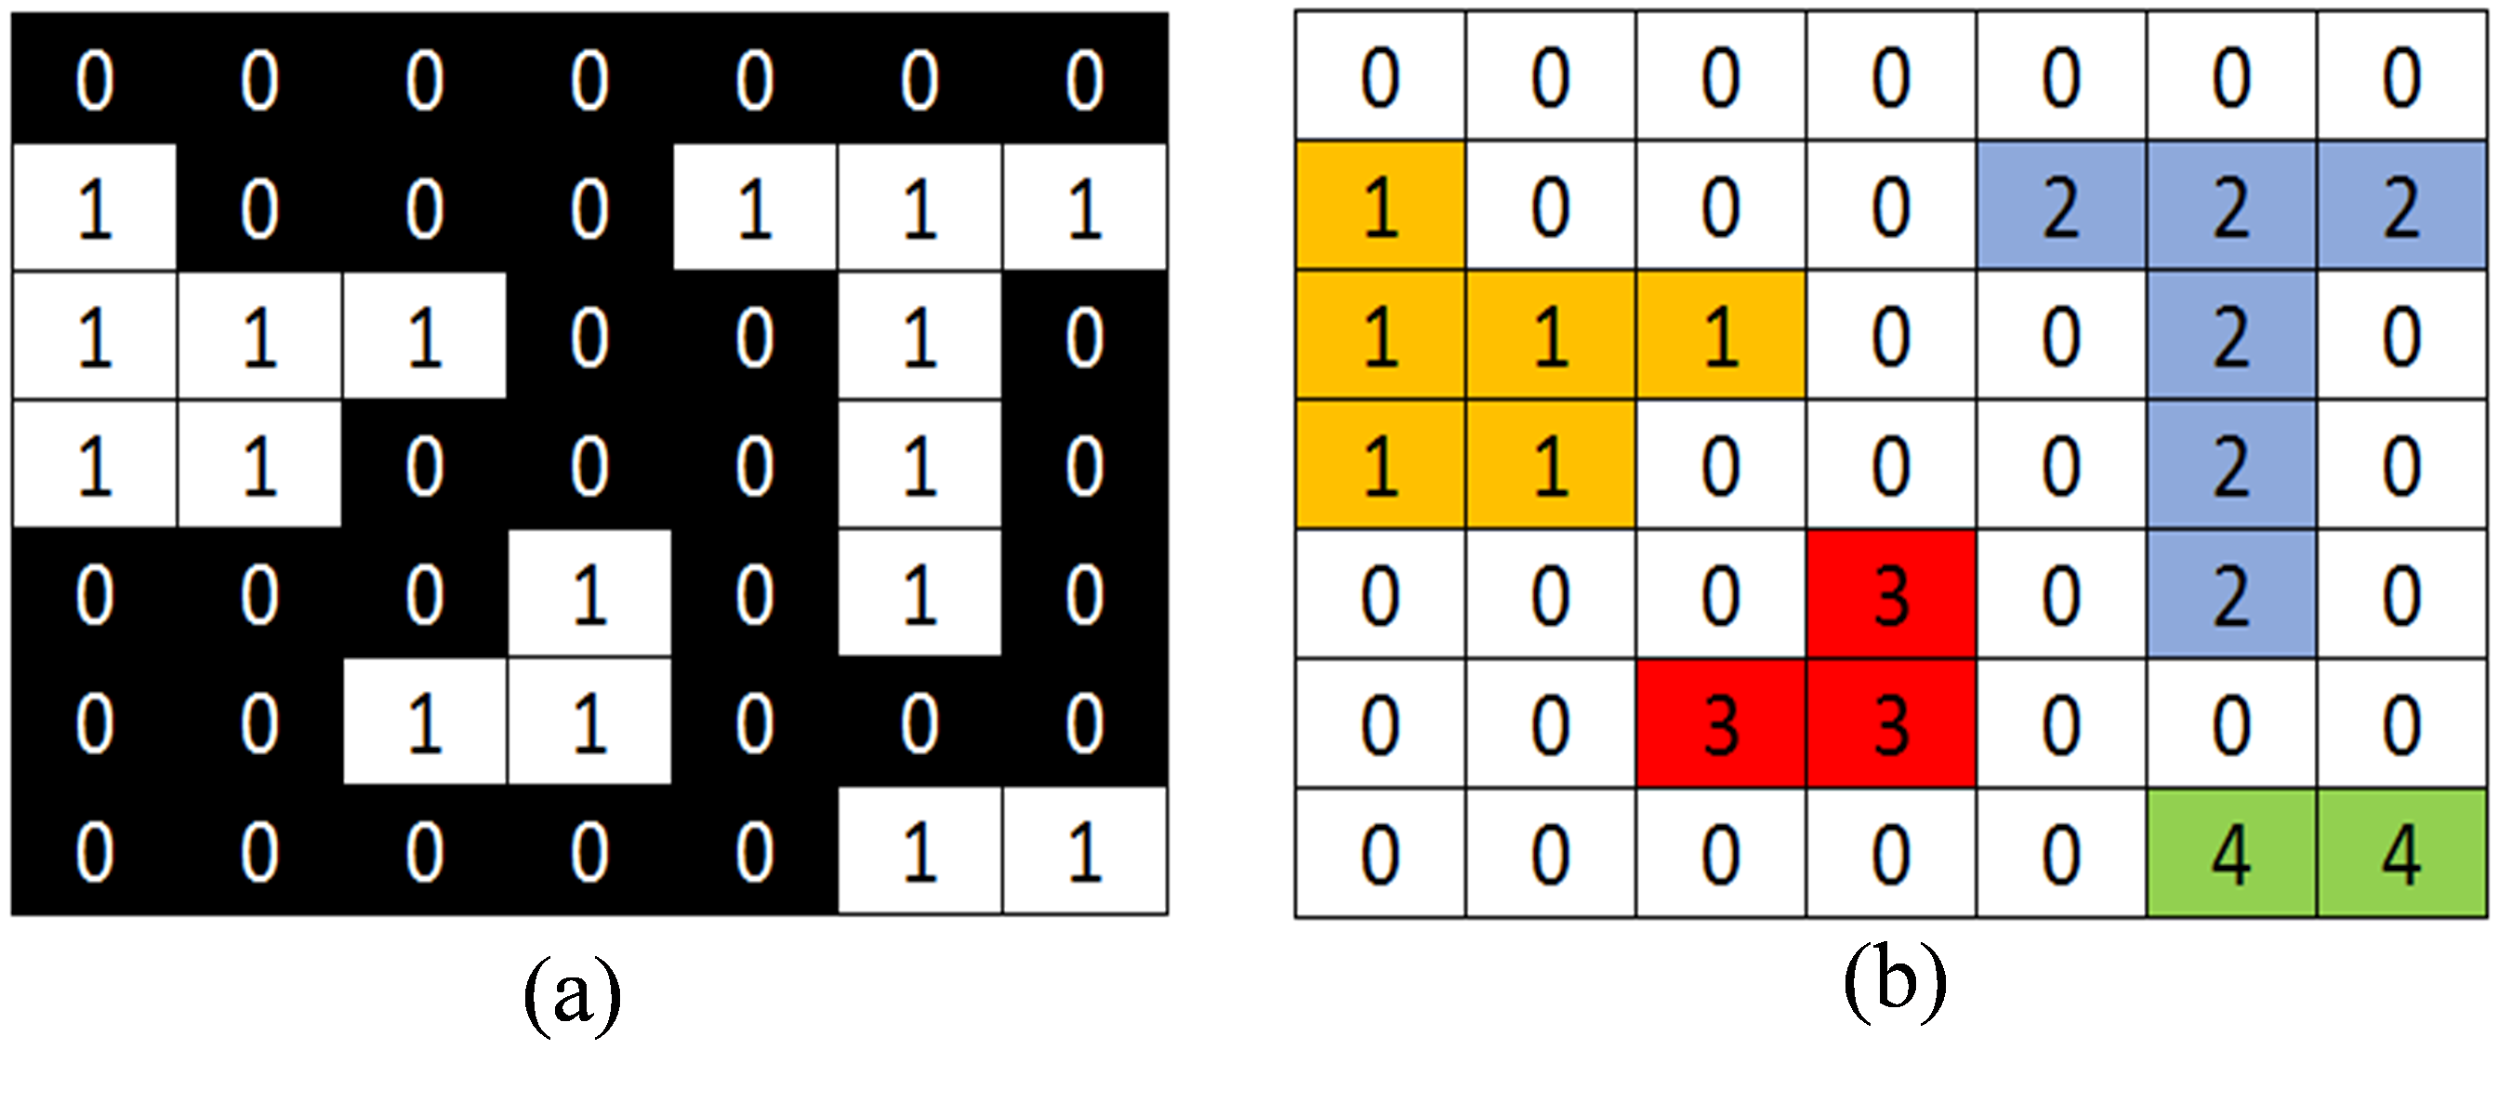 0 0 0 0 0 0 0
1 0 0 0 1 1 1
1 1 1 0 0 1 0
1 1 0 0 0 1 0
0 0 0 1 0 1 0
0 0 1 1 0 0 0
0 0 0 0 0 1 1
(a)
0 0 0 0 0 0 0
1 0 0 0 2 2 2
1 1 1 0 0 2 0
1 1 0 0 0 2 0
0 0 0 3 0 2 0
0 0 3 3 0 0 0
0 0 0 0 0 4 4
(b)